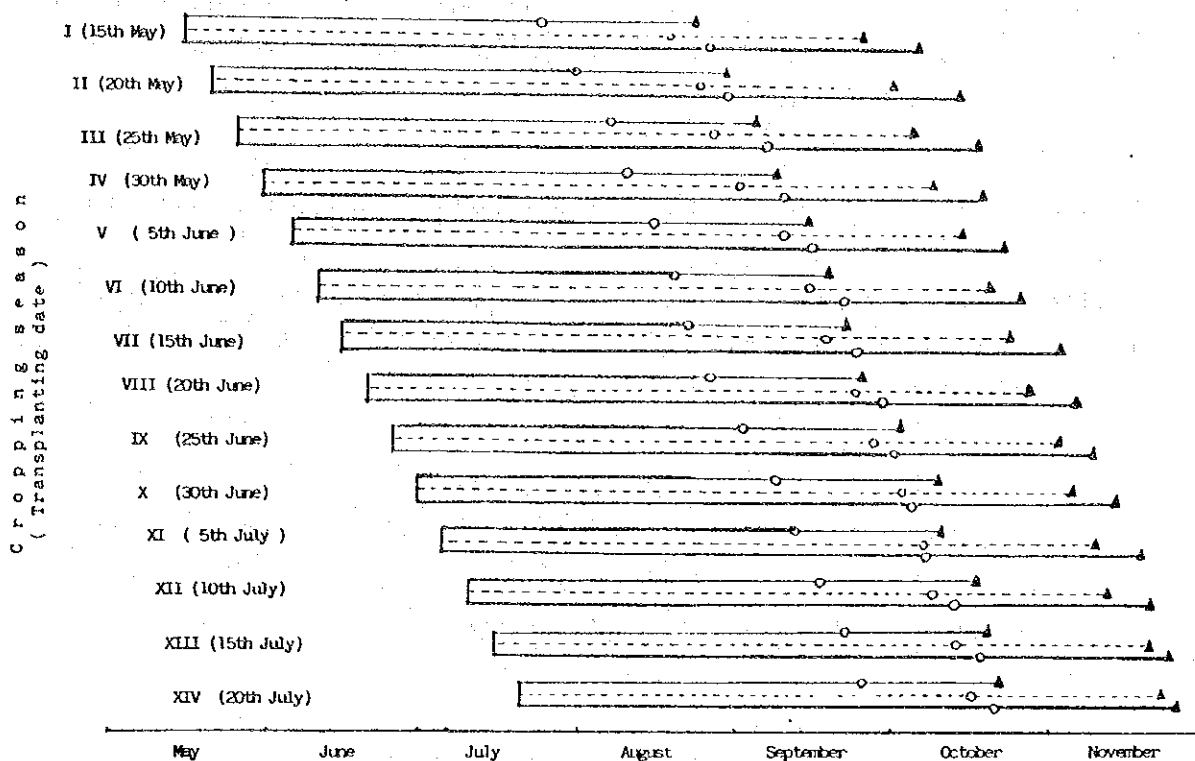 I (15th May)
II (20th May)
III (25th May)
IV (30th May)
V ( 5th June )
VI (10th June)
VII (15th June)
VIII (20th June)
IX (25th June)
X (30th June)
XI ( 5th July )
XII (10th July)
XIII (15th July)
XIV (20th July)
Cropping season
( Transplanting date )
May June July August September October November